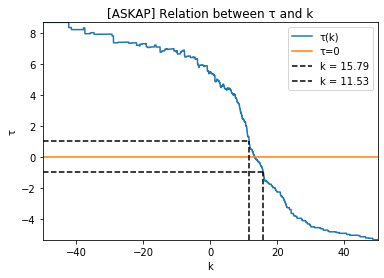 [ASKAP] Relation between τ and k
τ(k)
τ=0
k = 15.79
k = 11.53
τ
8
6
4
2
0
−2
−4
−40
−20
0
20
40
k